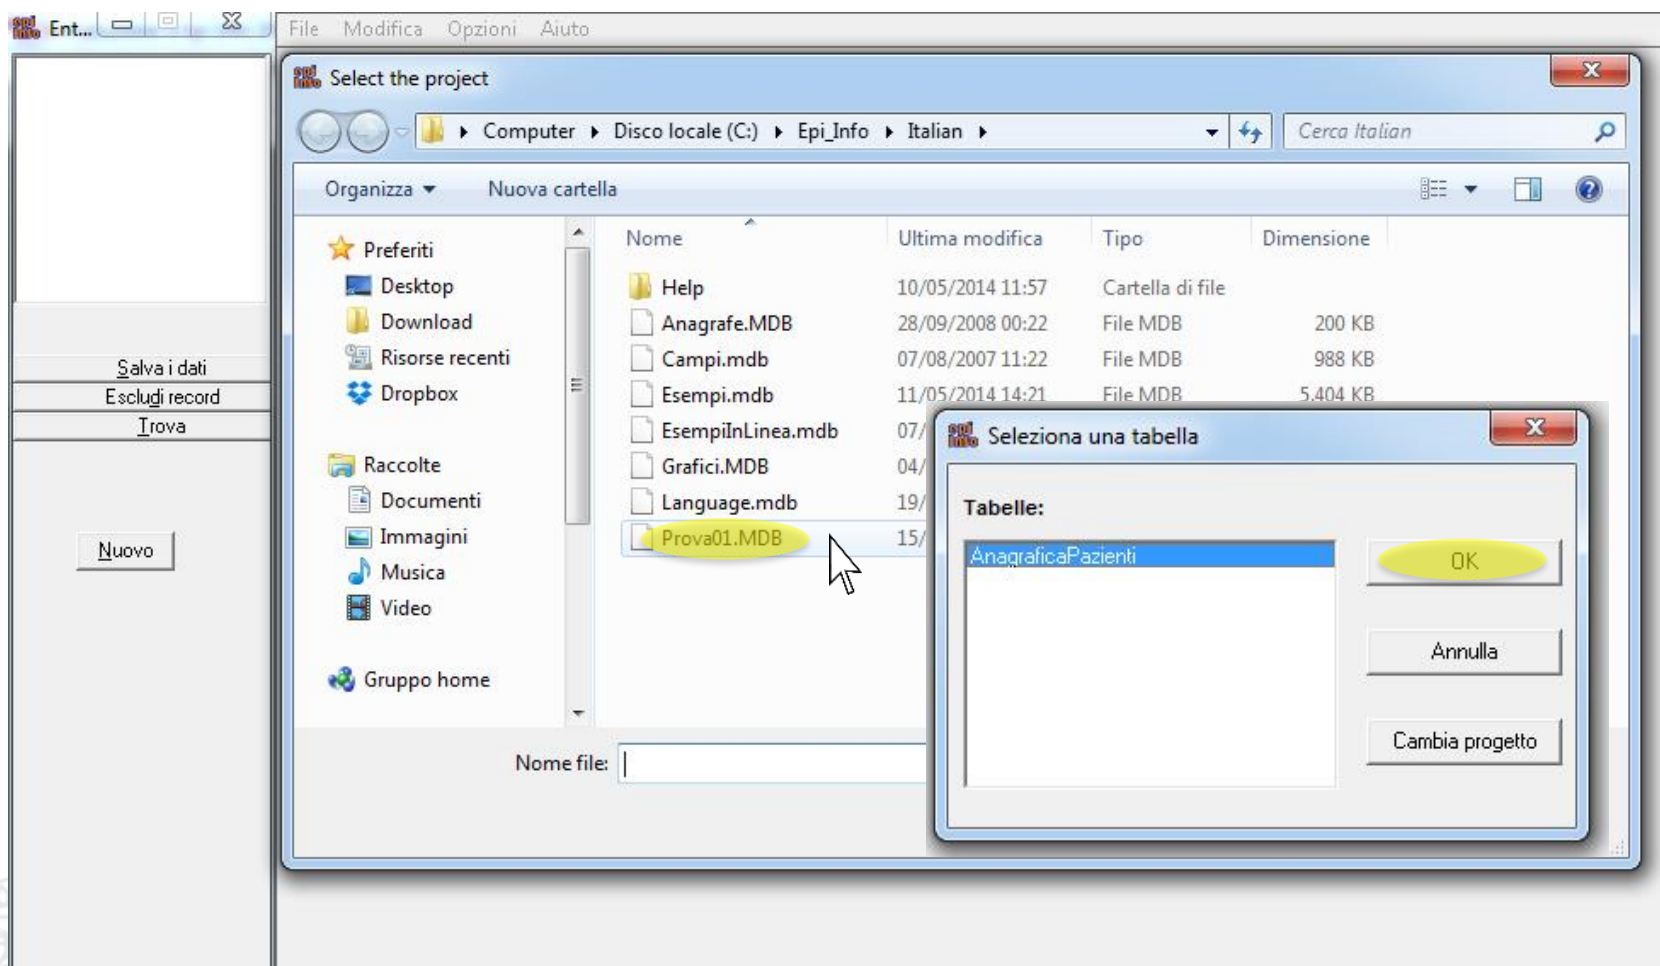 Ent...
File Modifica Opzioni Aiuto
Select the project
Computer Disco locale (C:) Epi_Info Italian
Cerca Italian
Organizza Nuova cartella
Nome Ultima modifica Tipo Dimensione
Preferiti
Desktop
Download
Risorse recenti
Dropbox
Raccolte
Documenti
Immagini
Musica
Video
Gruppo home
Help 10/05/2014 11:57 Cartella di file
Anagrafe.MDB 28/09/2008 00:22 File MDB 200 KB
Campi.mdb 07/08/2007 11:22 File MDB 988 KB
Esempi.mdb 11/05/2014 14:21 File MDB 5.404 KB
EsempiInLinea.mdb 07/
Grafici.MDB 04/
Language.mdb 19/
Prova01.MDB 15/
Nome file:
Salva i dati
Escludi record
Trova
Nuovo
Seleziona una tabella
Tabelle:
AnagraficaPazienti
OK
Annulla
Cambia progetto